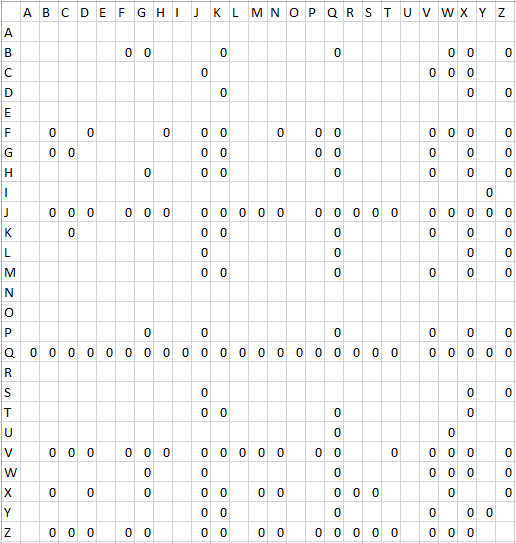 A B C D E F G H I J K L M N O P Q R S T U V W X Y Z
A
B 0 0 0 0 0 0 0
C 0 0 0 0
D 0 0 0
E
F 0 0 0 0 0 0 0 0 0 0 0 0
G 0 0 0 0 0 0 0 0 0
H 0 0 0 0 0 0 0
I 0
J 0 0 0 0 0 0 0 0 0 0 0 0 0 0 0 0 0 0 0 0 0
K 0 0 0 0 0 0
L 0 0 0 0
M 0 0 0 0 0 0
N
O
P 0 0 0 0 0 0
Q 0 0 0 0 0 0 0 0 0 0 0 0 0 0 0 0 0 0 0 0 0 0 0 0 0
R
S 0 0 0
T 0 0 0 0
U 0 0
V 0 0 0 0 0 0 0 0 0 0 0 0 0 0 0 0 0 0 0
W 0 0 0 0 0 0 0
X 0 0 0 0 0 0 0 0 0 0 0 0
Y 0 0 0 0 0 0
Z 0 0 0 0 0 0 0 0 0 0 0 0 0 0 0 0 0